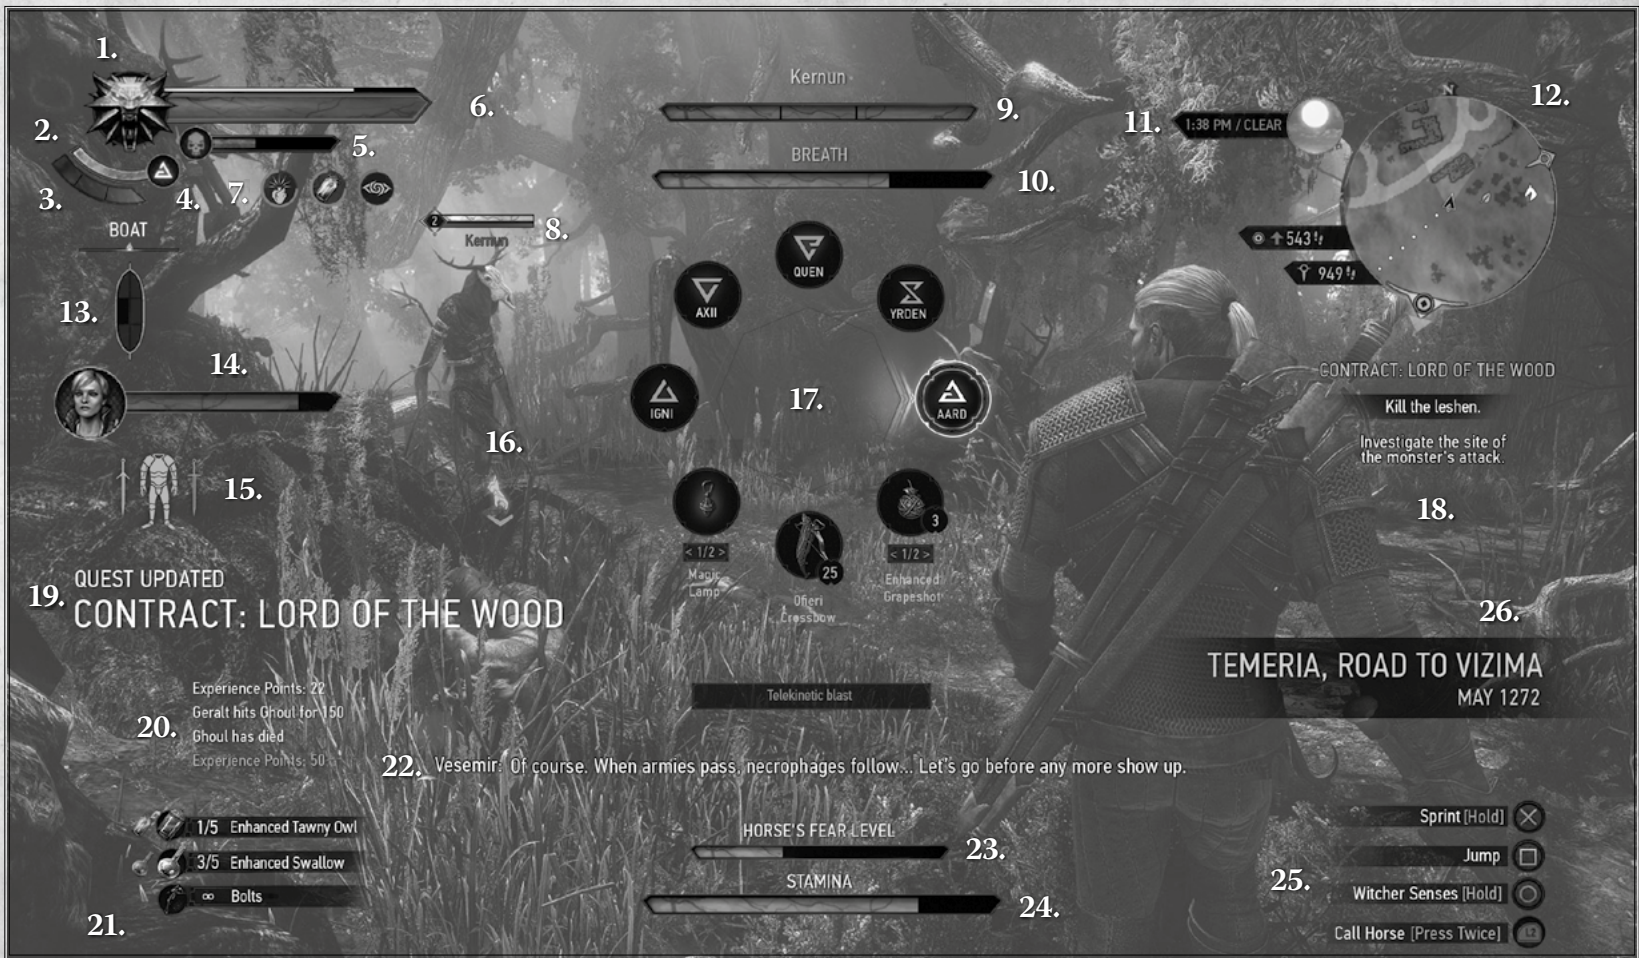 1.
2.
3.
4.
5.
6.
7.
8.
2
Kernun
Kernun
9.
BREATH
10.
11.
1:38 PM / CLEAR
12.
N
543
949
BOAT
13.
14.
15.
16.
QUEN
AXII
YRDEN
IGNI
17.
AARD
< 1/2 >
Magic
Lamp
25
Ofieri
Crossbow
3
< 1/2 >
Enhanced
Grapeshot
CONTRACT: LORD OF THE WOOD
Kill the leshen.
Investigate the site of
the monster's attack.
18.
19.
QUEST UPDATED
CONTRACT: LORD OF THE WOOD
20.
Experience Points: 22
Geralt hits Ghoul for 150
Ghoul has died
Experience Points: 50
Telekinetic blast
26.
TEMERIA, ROAD TO VIZIMA
MAY 1272
22. Vesemir: Of course. When armies pass, necrophages follow... Let's go before any more show up.
1/5 Enhanced Tawny Owl
3/5 Enhanced Swallow
∞ Bolts
21.
HORSE'S FEAR LEVEL
23.
STAMINA
24.
25.
Sprint [Hold]
Jump
Witcher Senses [Hold]
Call Horse [Press Twice] L2